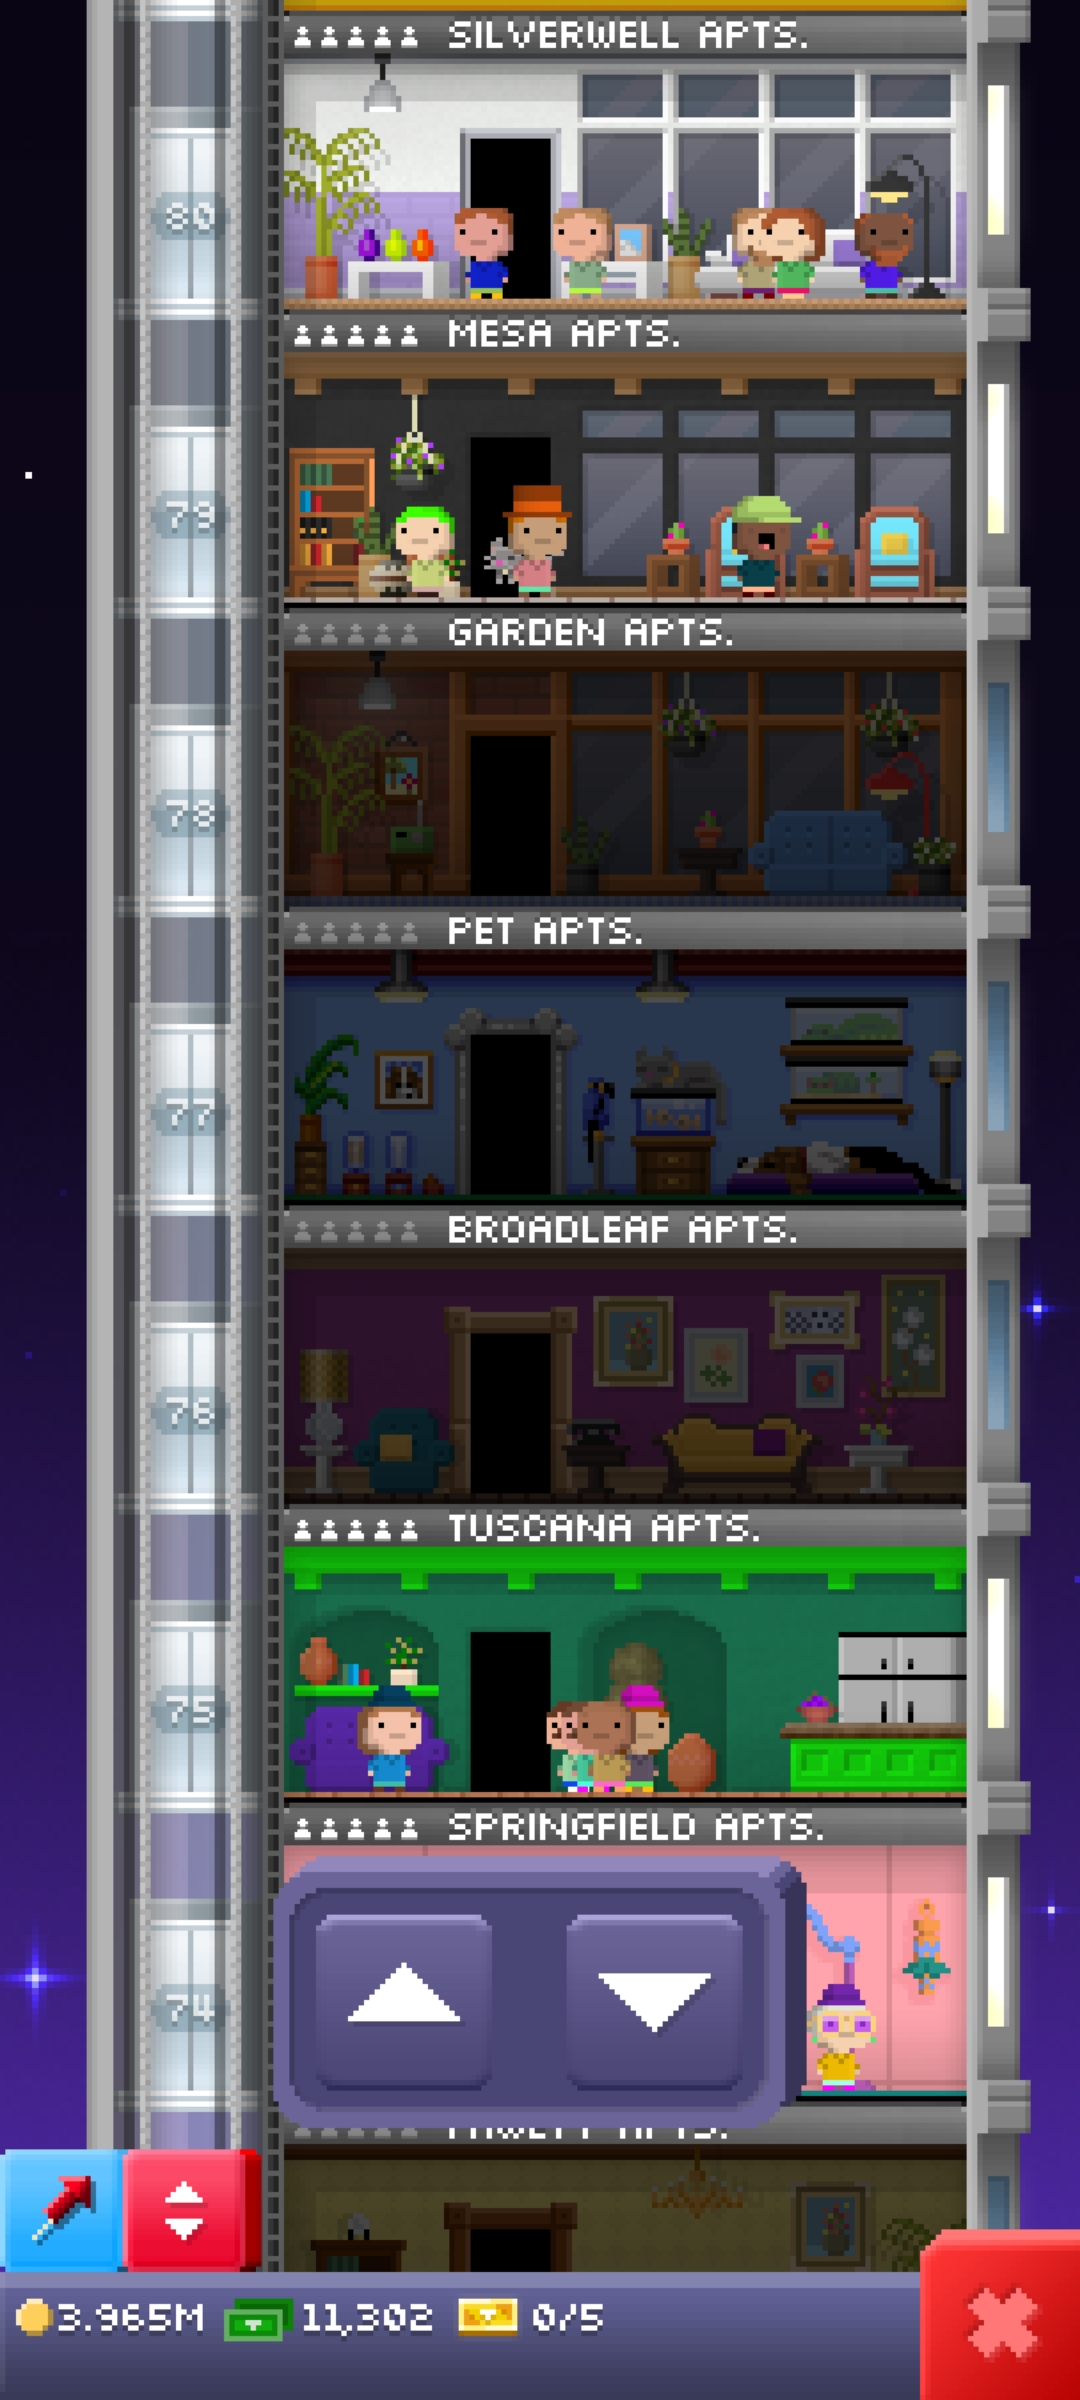 SILVERWELL APTS.
80
MESA APTS.
79
GARDEN APTS.
78
PET APTS.
77
BROADLEAF APTS.
76
TUSCANA APTS.
75
SPRINGFIELD APTS.
74
APTS.
3.965M 11,302 0/5